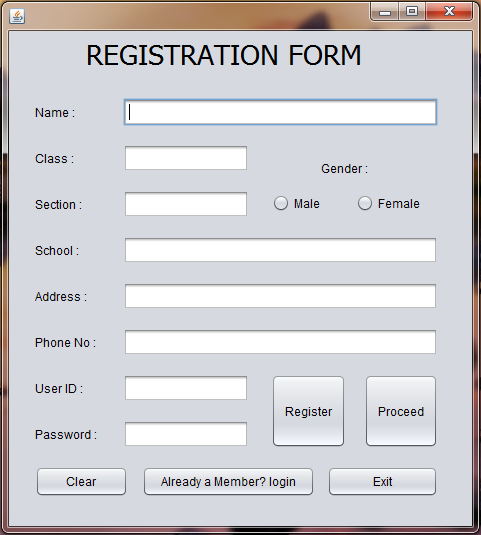 REGISTRATION FORM
Name :
Class :
Gender :
Section :
Male
Female
School :
Address :
Phone No :
User ID :
Register
Proceed
Password :
Clear
Already a Member? login
Exit